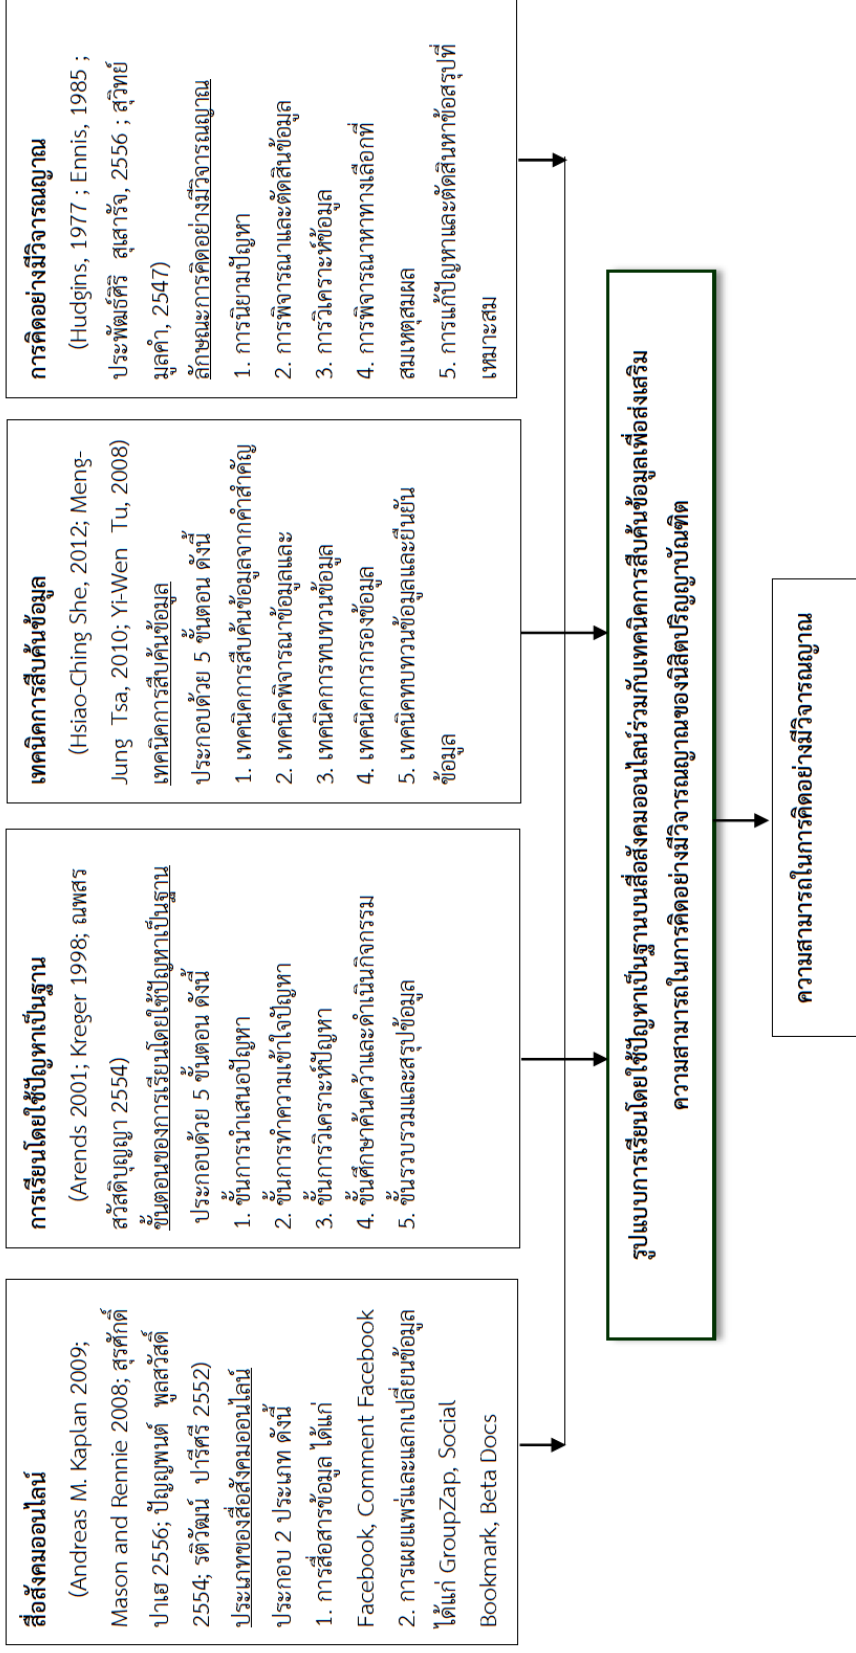 สื่อสังคมออนไลน์
(Andreas M. Kaplan 2009;
Mason and Rennie 2008; สุรศักดิ์
ปาเฮ 2556; ปัญญพนต์ พูลสวัสดิ์
2554; รติวัฒน์ ปารีศรี 2552)
ประเภทของสื่อสังคมออนไลน์
ประกอบ 2 ประเภท ดังนี้
1. การสื่อสารข้อมูล ได้แก่
Facebook, Comment Facebook
2. การเผยแพร่และแลกเปลี่ยนข้อมูล
ได้แก่ GroupZap, Social
Bookmark, Beta Docs
การเรียนโดยใช้ปัญหาเป็นฐาน
(Arends 2001; Kreger 1998; ณพสร
สวัสดิบุญญา 2554)
ขั้นตอนของการเรียนโดยใช้ปัญหาเป็นฐาน
ประกอบด้วย 5 ขั้นตอน ดังนี้
1. ขั้นการนำเสนอปัญหา
2. ขั้นการทำความเข้าใจปัญหา
3. ขั้นการวิเคราะห์ปัญหา
4. ขั้นศึกษาค้นคว้าและดำเนินกิจกรรม
5. ขั้นรวบรวมและสรุปข้อมูล
เทคนิคการสืบค้นข้อมูล
(Hsiao-Ching She, 2012; Meng-
Jung Tsa, 2010; Yi-Wen Tu, 2008)
เทคนิคการสืบค้นข้อมูล
ประกอบด้วย 5 ขั้นตอน ดังนี้
1. เทคนิคการสืบค้นข้อมูลจากคำสำคัญ
2. เทคนิคพิจารณาข้อมูลและ
3. เทคนิคการทบทวนข้อมูล
4. เทคนิคการกรองข้อมูล
5. เทคนิคทบทวนข้อมูลและยืนยัน
ข้อมูล
การคิดอย่างมีวิจารณญาณ
(Hudgins, 1977 ; Ennis, 1985 ;
ประพัฒธ์ศิริ สุเสารัจ, 2556 ; สุวิทย์
มูลคำ, 2547)
ลักษณะการคิดอย่างมีวิจารณญาณ
1. การนิยามปัญหา
2. การพิจารณาและตัดสินข้อมูล
3. การวิเคราะห์ข้อมูล
4. การพิจารณาหาทางเลือกที่
สมเหตุสมผล
5. การแก้ปัญหาและตัดสินหาข้อสรุปที่
เหมาะสม
รูปแบบการเรียนโดยใช้ปัญหาเป็นฐานบนสื่อสังคมออนไลน์ร่วมกับเทคนิคการสืบค้นข้อมูลเพื่อส่งเสริม
ความสามารถในการคิดอย่างมีวิจารณญาณของนิสิตปริญญาบัณฑิต
ความสามารถในการคิดอย่างมีวิจารณญาณ